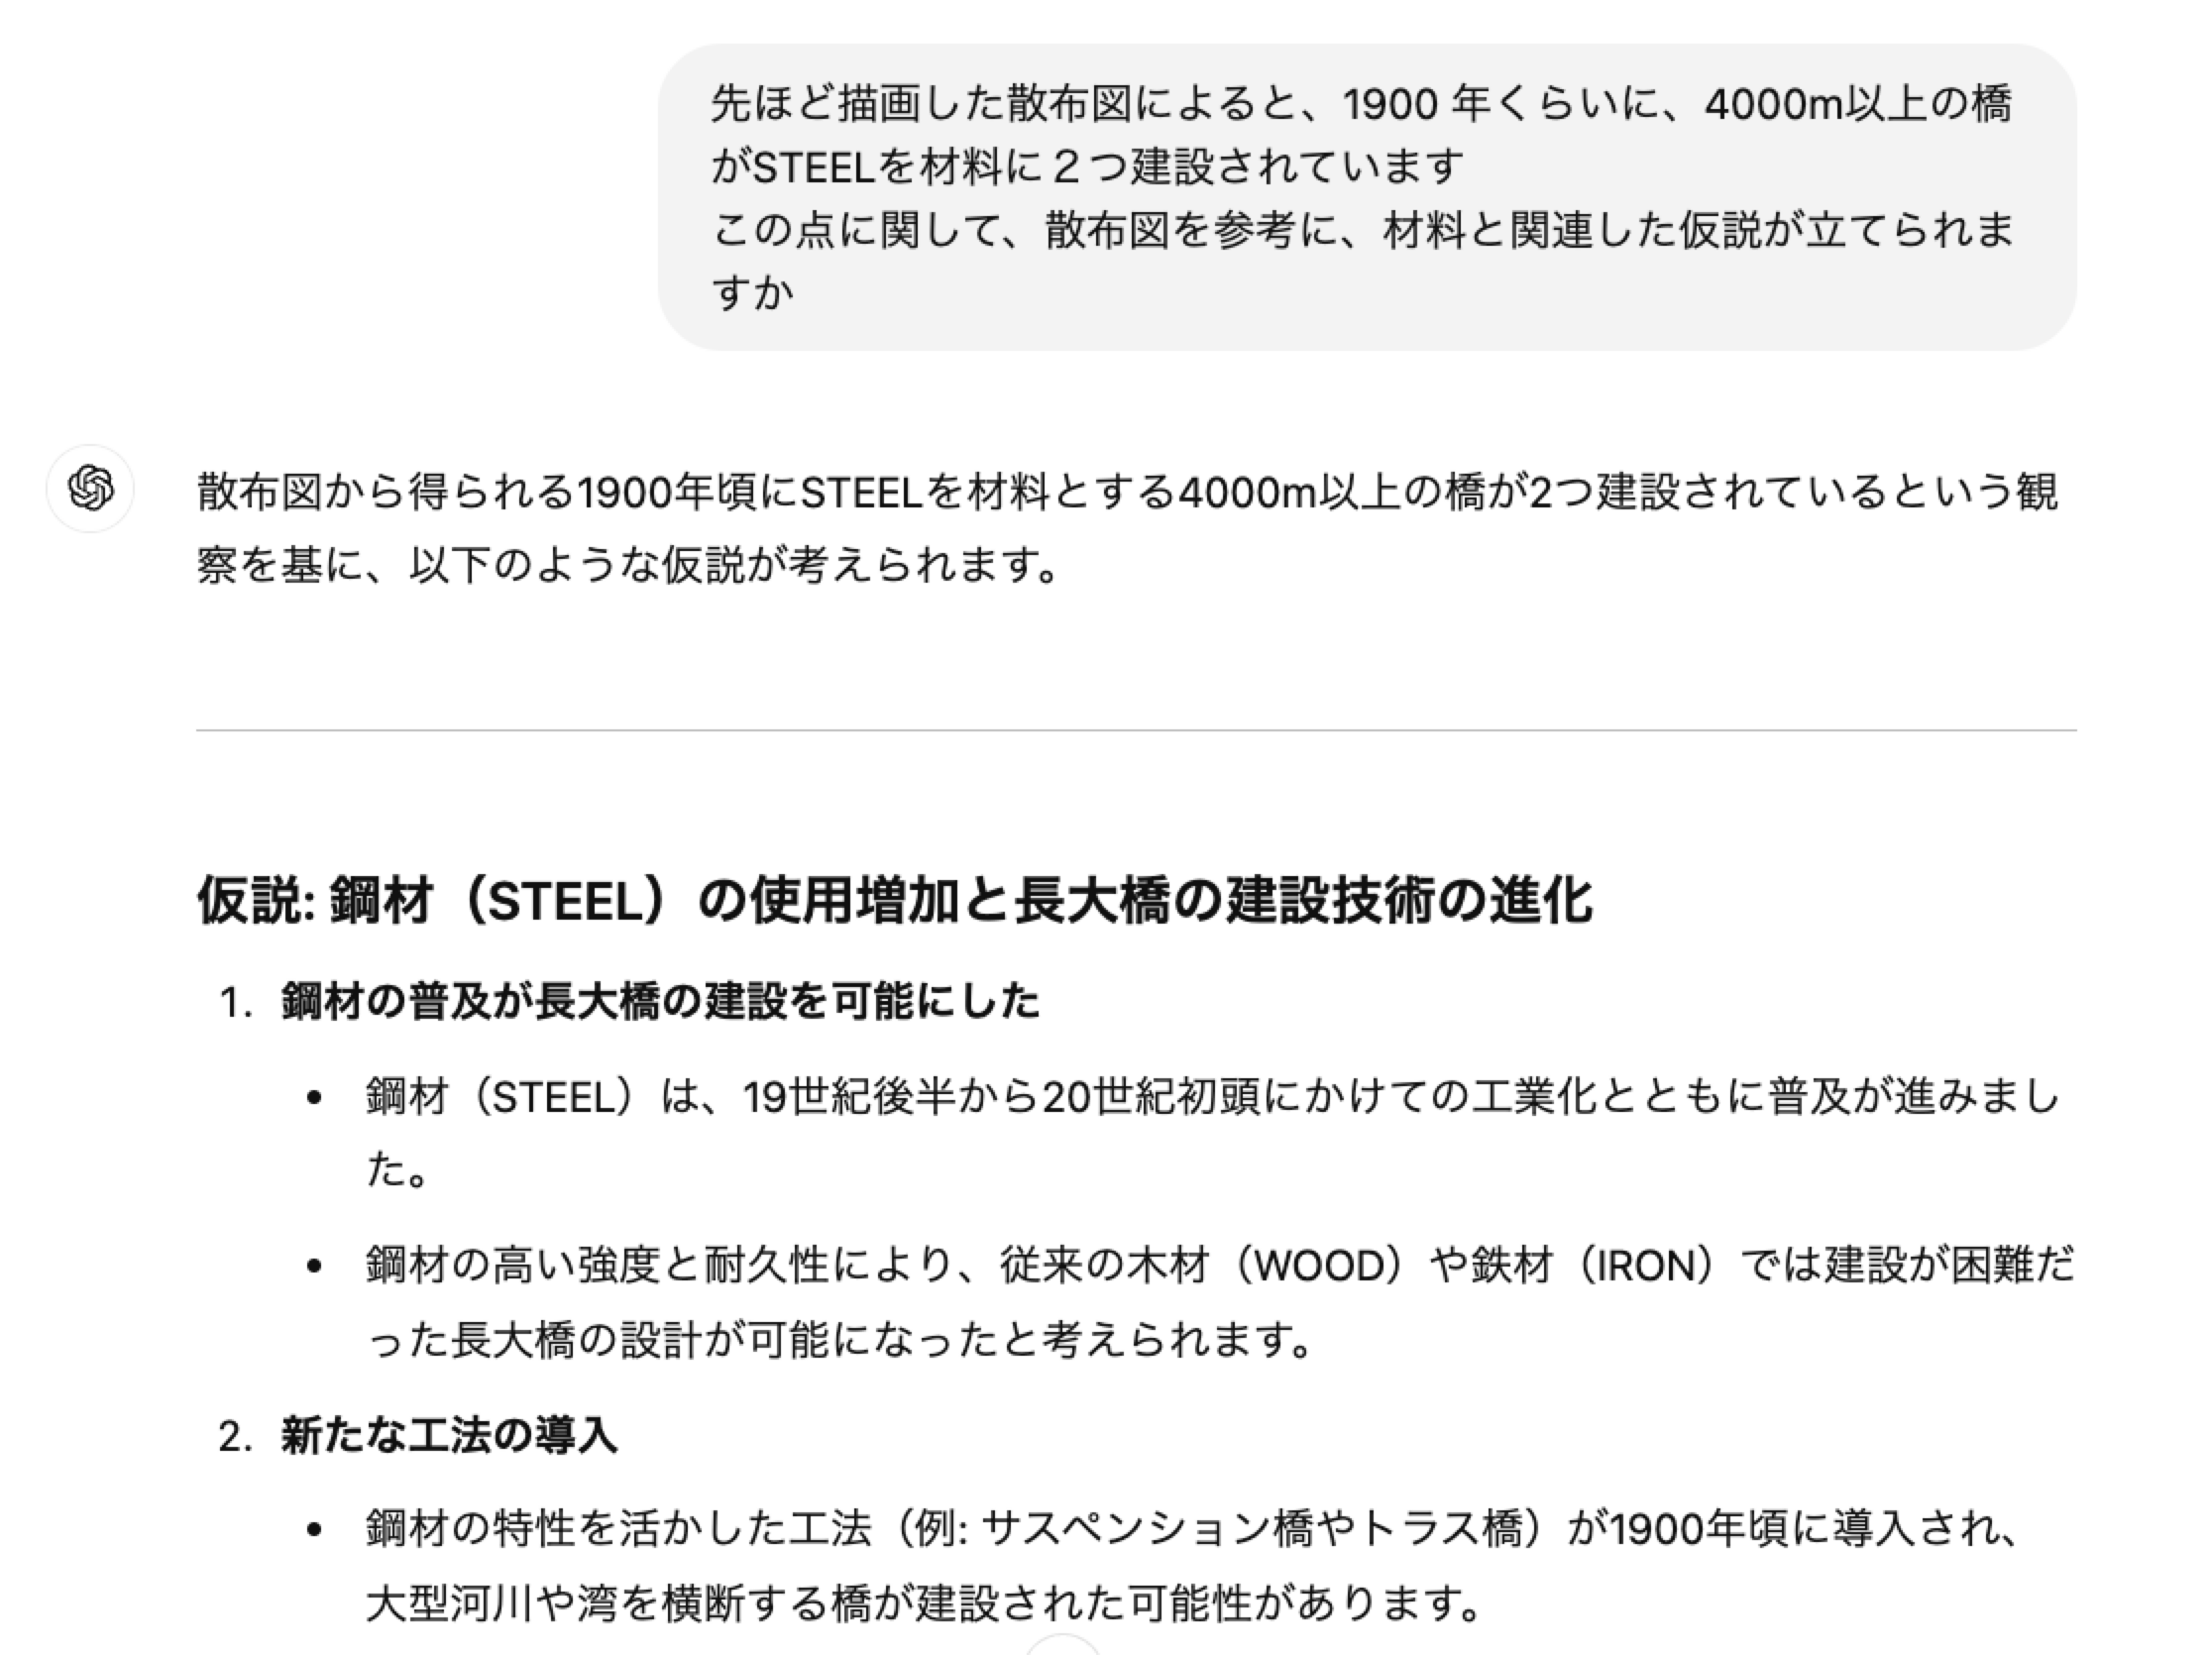 先ほど描画した散布図によると、1900 年くらいに、4000m以上の橋
がSTEELを材料に２つ建設されています
この点に関して、散布図を参考に、材料と関連した仮説が立てられま
すか
散布図から得られる1900年頃にSTEELを材料とする4000m以上の橋が2つ建設されているという観
察を基に、以下のような仮説が考えられます。
仮説: 鋼材（STEEL）の使用増加と長大橋の建設技術の進化
1. 鋼材の普及が長大橋の建設を可能にした
• 鋼材（STEEL）は、19世紀後半から20世紀初頭にかけての工業化とともに普及が進みまし
た。
• 鋼材の高い強度と耐久性により、従来の木材（WOOD）や鉄材（IRON）では建設が困難だ
った長大橋の設計が可能になったと考えられます。
2. 新たな工法の導入
• 鋼材の特性を活かした工法（例: サスペンション橋やトラス橋）が1900年頃に導入され、
大型河川や湾を横断する橋が建設された可能性があります。